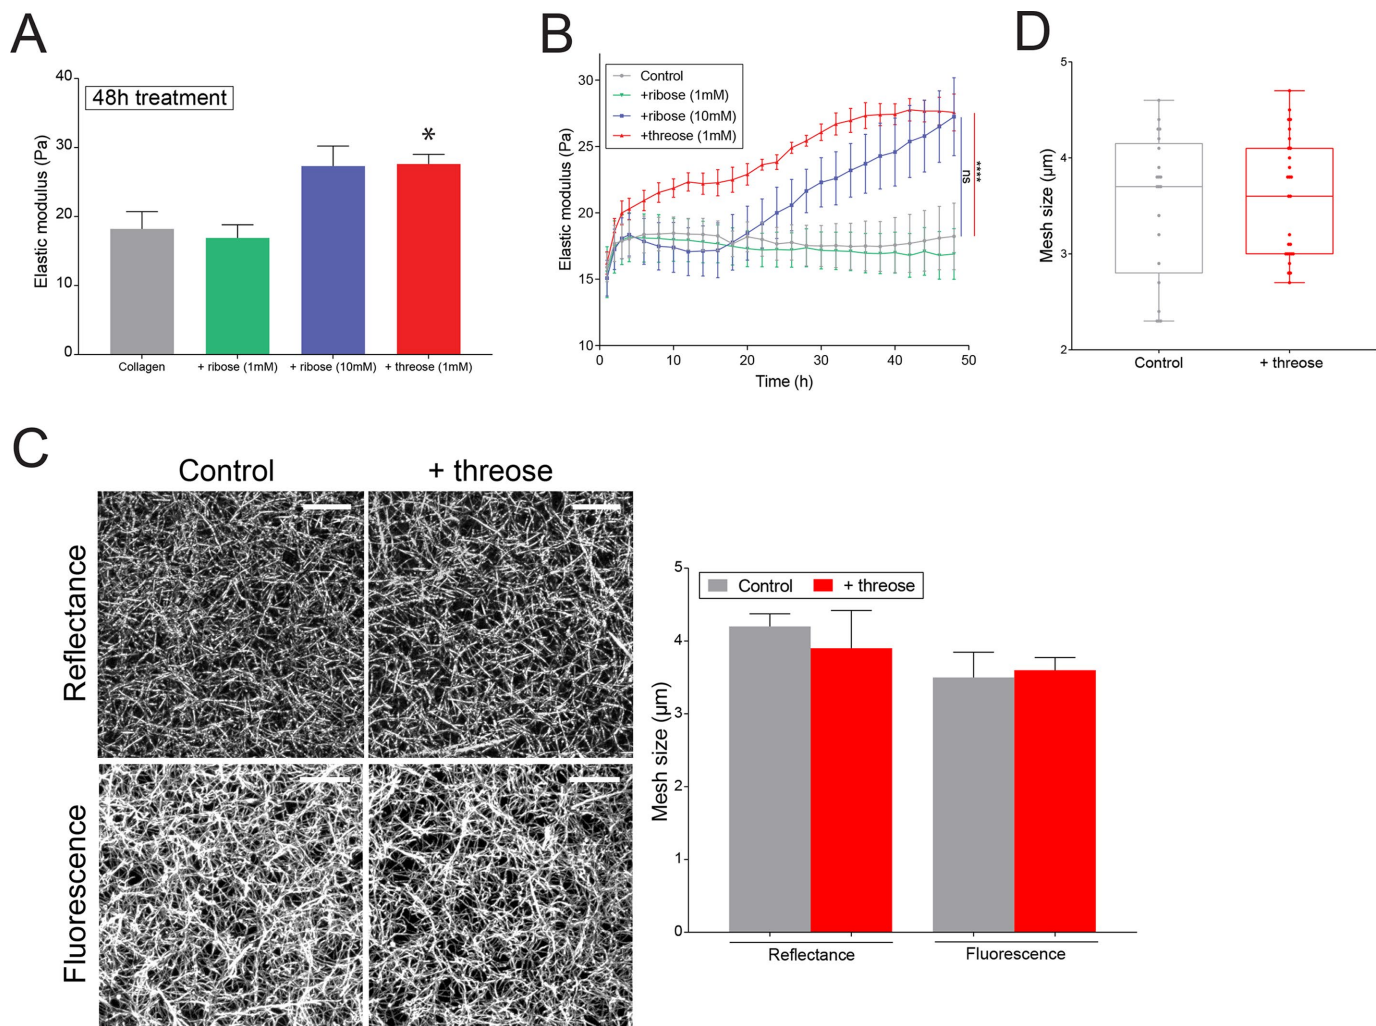 A
48h treatment
Elastic modulus (Pa)
40
30
20
10
0
*
Collagen
+ ribose (1mM)
+ ribose (10mM)
+ threose (1mM)
B
Control
+ribose (1mM)
+ribose (10mM)
+threose (1mM)
Elastic modulus (Pa)
30
25
20
15
10
0
10
20
30
40
50
Time (h)
ns
****
D
Mesh size (µm)
5
4
3
2
Control
+ threose
C
Control
+ threose
Reflectance
Fluorescence
Control
+ threose
Mesh size (µm)
5
4
3
2
1
0
Reflectance
Fluorescence